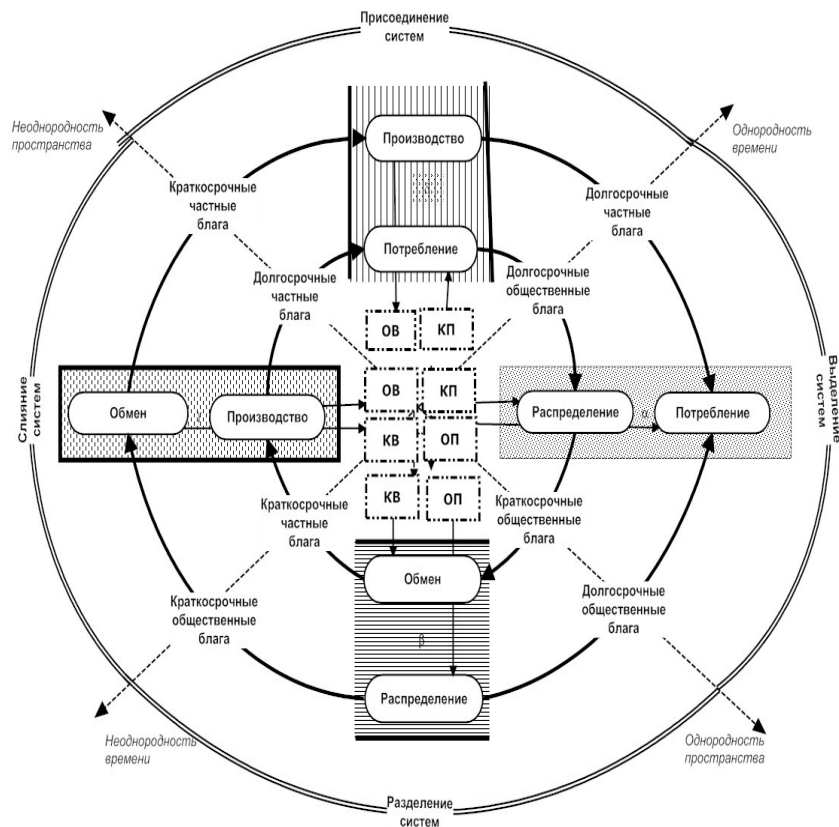 Присоединение
систем
Неоднородность
пространства
Однородность
времени
Производство
Краткосрочные
частные
блага
Долгосрочные
частные
блага
Потребление
Долгосрочные
частные
блага
Долгосрочные
общественные
блага
ОВ
КП
Слияние
систем
Выделение
систем
ОВ
КП
Обмен
γ
Производство
Распределение
α
Потребление
КВ
ОП
КВ
ОП
Краткосрочные
частные
блага
Краткосрочные
общественные
блага
Обмен
Краткосрочные
общественные
блага
Долгосрочные
общественные
блага
β
Распределение
Неоднородность
времени
Однородность
пространства
Разделение
систем